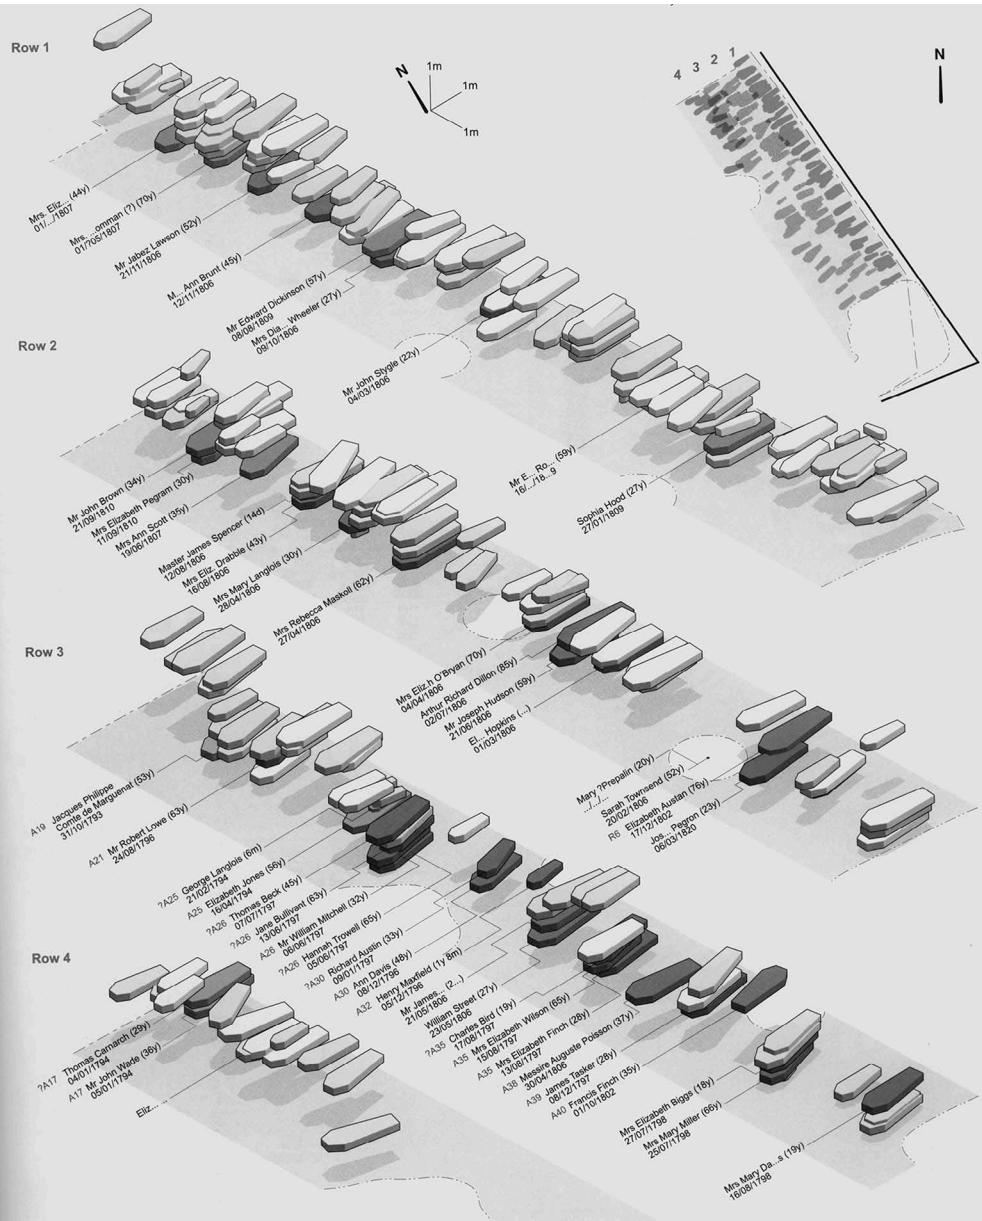 Row 1
N
1m
1m
1m
4 3 2 1
N
Mrs. Eliz... (44y)
01/../1807
Mrs. ...omman (?) (70y)
01/?05/1807
Mr Jabez Lawson (52y)
21/11/1806
M... Ann Brunt (45y)
12/11/1806
Mr Edward Dickinson (57y)
08/08/1809
Mrs Dia... Wheeler (27y)
09/10/1806
Mr John Stygle (22y)
04/03/1806
Mr E... Ro... (59y)
16/../18...9
Sophia Hood (27y)
27/01/1809
Row 2
Mr John Brown (34y)
21/09/1810
Mrs Elizabeth Pegram (30y)
11/09/1810
Mrs Ann Scott (35y)
19/06/1807
Master James Spencer (14d)
12/08/1806
Mrs Eliz. Drabble (43y)
16/08/1806
Mrs Mary Langlois (30y)
28/04/1806
Mrs Rebecca Maskoll (62y)
27/04/1806
Mrs Eliz.h O'Bryan (70y)
04/04/1806
Arthur Richard Dillon (85y)
02/07/1806
Mr Joseph Hudson (59y)
21/06/1806
El... Hopkins (...)
01/03/1806
Mary ?Prepalin (20y)
../../...
Sarah Townsend (52y)
20/02/1806
R6 Elizabeth Austan (76y)
17/12/1802
Jos... Pegron (23y)
06/03/1820
Row 3
A19 Jacques Philippe
Comte de Marguenat (53y)
31/10/1793
A21 Mr Robert Lowe (63y)
24/08/1796
?A25 George Langlois (6m)
21/02/1794
A25 Elizabeth Jones (56y)
16/04/1794
?A26 Thomas Beck (45y)
07/07/1797
?A26 Jane Bullivant (63y)
13/06/1797
A26 Mr William Mitchell (32y)
06/06/1797
?A26 Hannah Trowell (65y)
05/06/1797
?A30 Richard Austin (33y)
09/01/1797
A30 Ann Davis (48y)
08/12/1796
A32 Henry Maxfield (1y 8m)
05/12/1796
Mr James... (2...)
21/05/1806
William Street (27y)
23/05/1806
?A35 Charles Bird (19y)
17/08/1797
A35 Mrs Elizabeth Wilson (65y)
15/08/1797
A35 Mrs Elizabeth Finch (28y)
13/08/1797
A38 Messire Auguste Poisson (37y)
30/04/1806
A39 James Tasker (28y)
08/12/1797
A40 Francis Finch (35y)
01/10/1802
Mrs Elizabeth Biggs (18y)
27/07/1798
Mrs Mary Miller (66y)
25/07/1798
Mrs Mary Da...s (19y)
16/08/1798
Row 4
?A17 Thomas Carnarch (29y)
04/01/1794
A17 Mr John Wade (36y)
05/01/1794
Eliz...